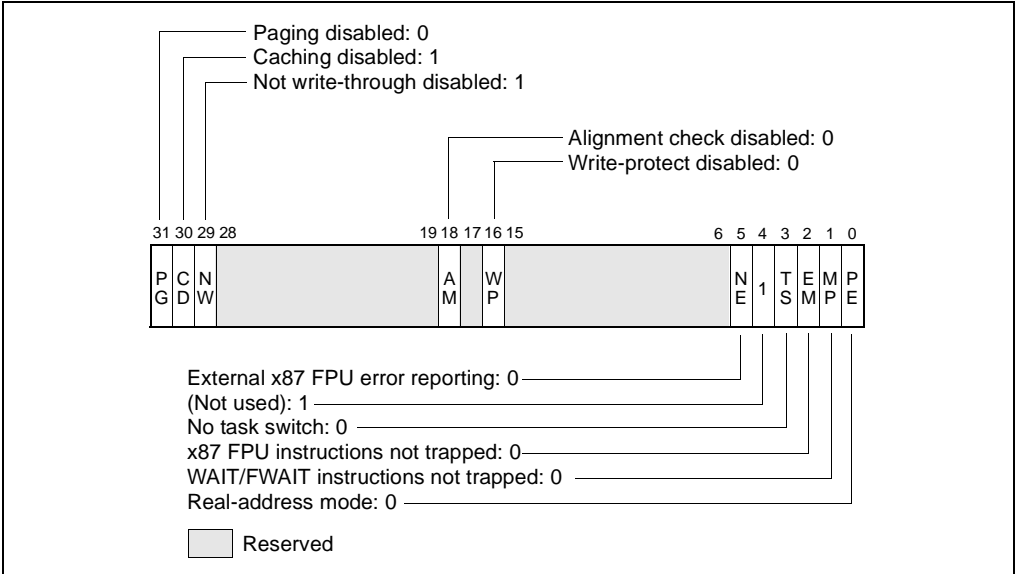 Paging disabled: 0
Caching disabled: 1
Not write-through disabled: 1
Alignment check disabled: 0
Write-protect disabled: 0
31 30 29 28 19 18 17 16 15 6 5 4 3 2 1 0
P C N A W N 1 T E M P
G D W M P E S M P E
External x87 FPU error reporting: 0
(Not used): 1
No task switch: 0
x87 FPU instructions not trapped: 0
WAIT/FWAIT instructions not trapped: 0
Real-address mode: 0
Reserved